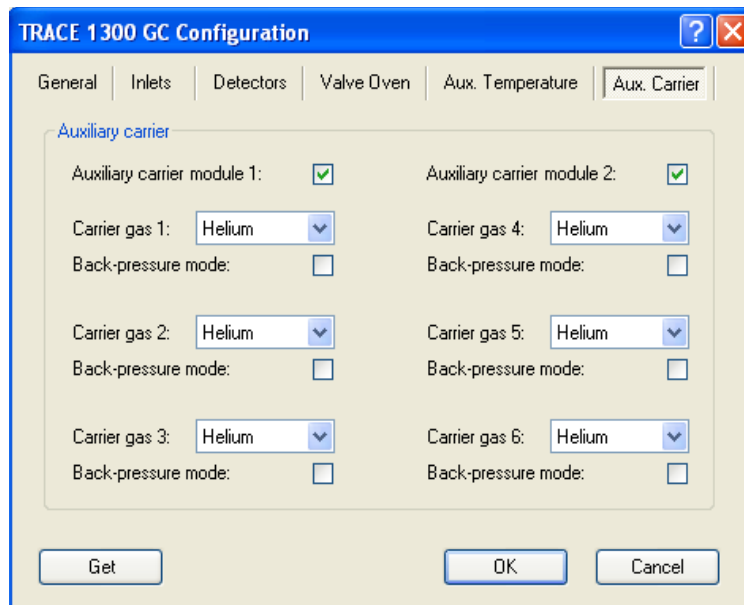 TRACE 1300 GC Configuration
General Inlets Detectors Valve Oven Aux. Temperature Aux. Carrier
Auxiliary carrier
Auxiliary carrier module 1: Auxiliary carrier module 2:
Carrier gas 1: Helium Carrier gas 4: Helium
Back-pressure mode: Back-pressure mode:
Carrier gas 2: Helium Carrier gas 5: Helium
Back-pressure mode: Back-pressure mode:
Carrier gas 3: Helium Carrier gas 6: Helium
Back-pressure mode: Back-pressure mode:
Get OK Cancel